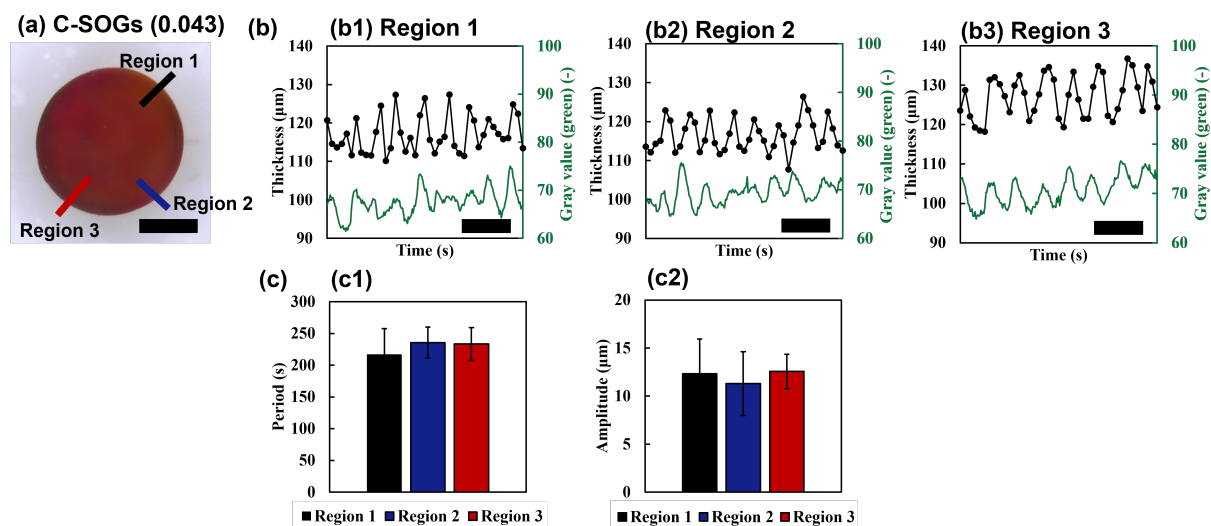 (a) C-SOGs (0.043)
Region 1
Region 2
Region 3
(b)
(b1) Region 1
140
130
120
110
100
90
Thickness (μm)
100
90
80
70
60
Gray value (green) (-)
Time (s)
(b2) Region 2
140
130
120
110
100
90
Thickness (μm)
100
90
80
70
60
Gray value (green) (-)
Time (s)
(b3) Region 3
140
130
120
110
100
90
Thickness (μm)
100
90
80
70
60
Gray value (green) (-)
Time (s)
(c)
(c1)
300
250
200
150
100
50
0
Period (s)
Region 1 Region 2 Region 3
(c2)
20
15
10
5
0
Amplitude (μm)
Region 1 Region 2 Region 3